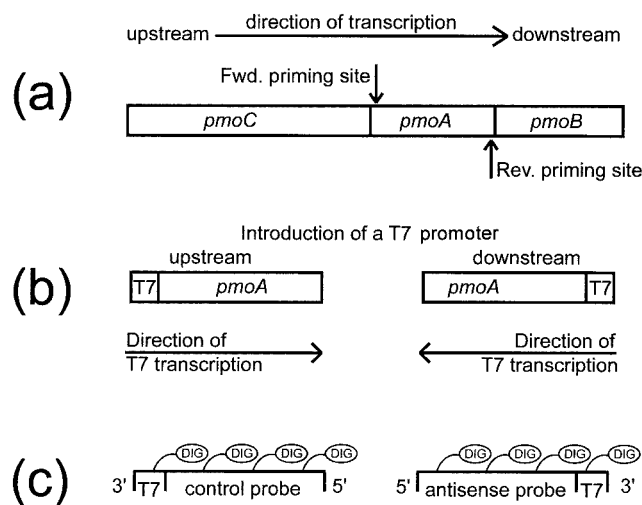 direction of transcription
upstream downstream
Fwd. priming site
(a)
pmoC pmoA pmoB
Rev. priming site
Introduction of a T7 promoter
upstream downstream
(b)
T7 pmoA pmoA T7
Direction of Direction of
T7 transcription T7 transcription
(c)
DIG DIG DIG DIG DIG DIG DIG DIG
3' T7 control probe 5' 5' antisense probe T7 3'